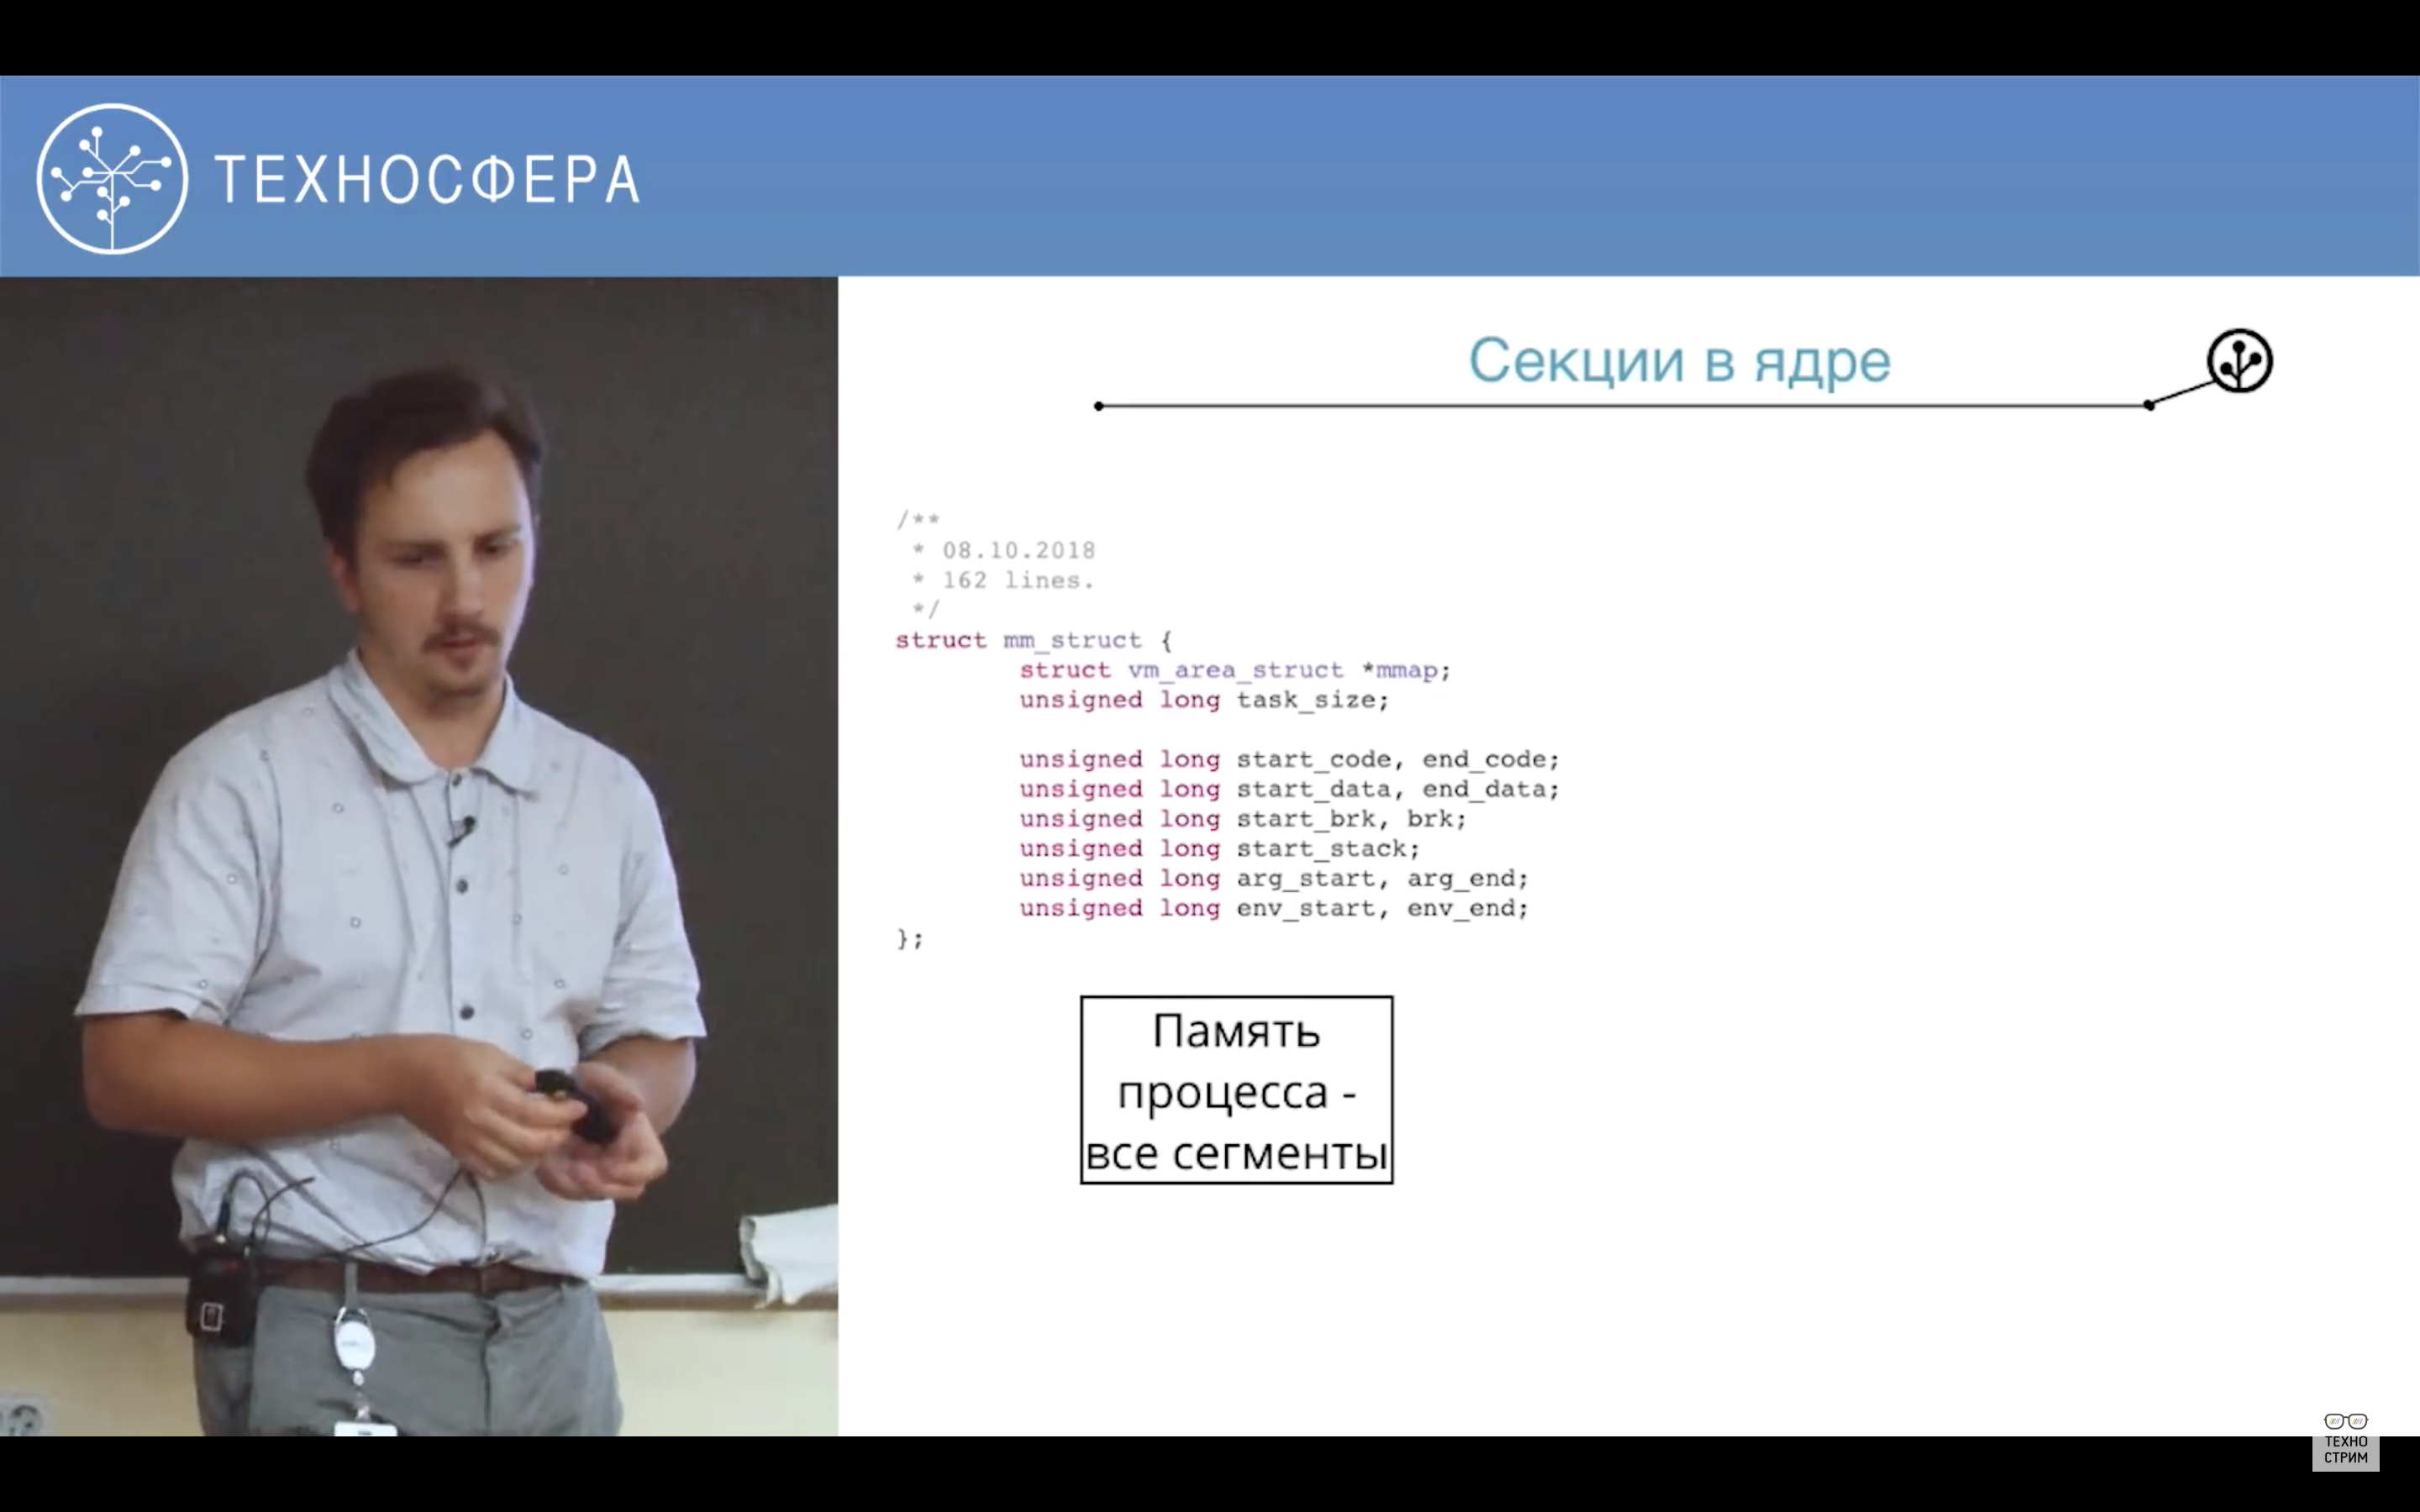 ТЕХНОСФЕРА
Секции в ядре
/**
 * 08.10.2018
 * 162 lines.
 */
struct mm_struct {
        struct vm_area_struct *mmap;
        unsigned long task_size;

        unsigned long start_code, end_code;
        unsigned long start_data, end_data;
        unsigned long start_brk, brk;
        unsigned long start_stack;
        unsigned long arg_start, arg_end;
        unsigned long env_start, env_end;
};
Память
процесса -
все сегменты
ТЕХНО
СТРИМ